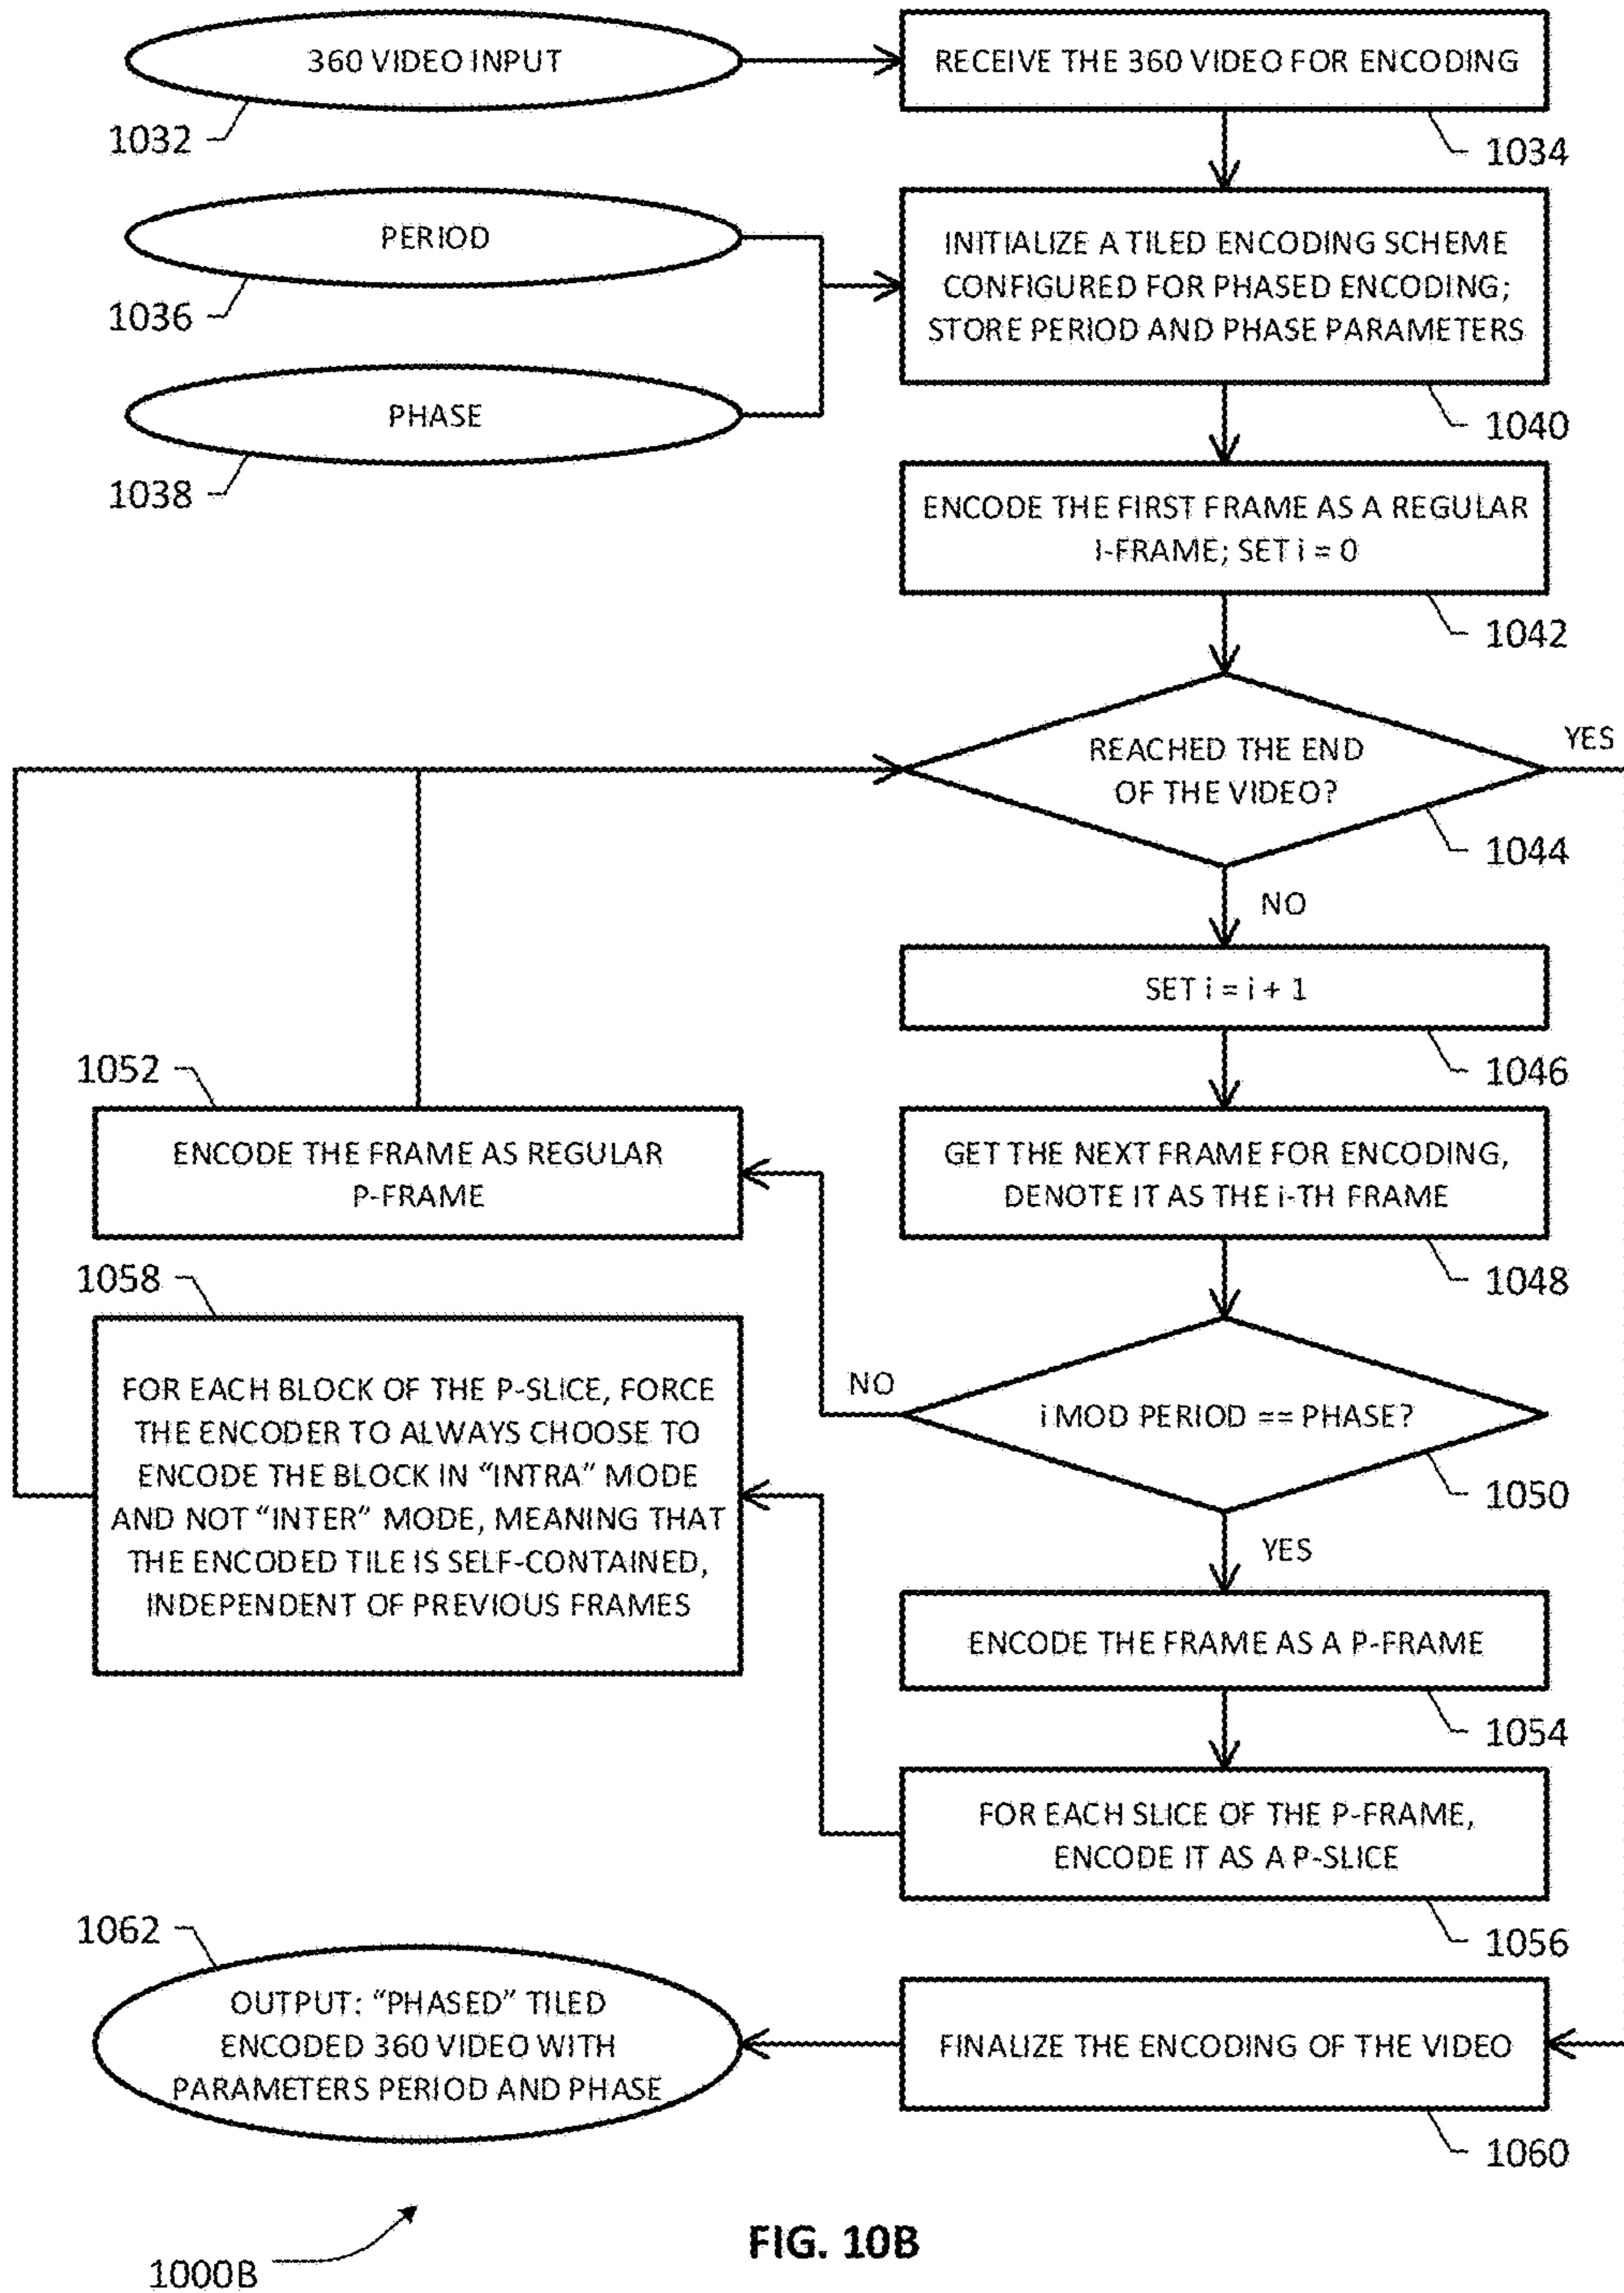 360 VIDEO INPUT
1032
RECEIVE THE 360 VIDEO FOR ENCODING
1034
PERIOD
1036
PHASE
1038
INITIALIZE A TILED ENCODING SCHEME
CONFIGURED FOR PHASED ENCODING;
STORE PERIOD AND PHASE PARAMETERS
1040
ENCODE THE FIRST FRAME AS A REGULAR
I-FRAME; SET i = 0
1042
REACHED THE END
OF THE VIDEO?
YES
1044
NO
SET i = i + 1
1046
1052
ENCODE THE FRAME AS REGULAR
P-FRAME
GET THE NEXT FRAME FOR ENCODING,
DENOTE IT AS THE i-TH FRAME
1048
1058
FOR EACH BLOCK OF THE P-SLICE, FORCE
THE ENCODER TO ALWAYS CHOOSE TO
ENCODE THE BLOCK IN “INTRA” MODE
AND NOT “INTER” MODE, MEANING THAT
THE ENCODED TILE IS SELF-CONTAINED,
INDEPENDENT OF PREVIOUS FRAMES
NO
i MOD PERIOD == PHASE?
1050
YES
ENCODE THE FRAME AS A P-FRAME
1054
FOR EACH SLICE OF THE P-FRAME,
ENCODE IT AS A P-SLICE
1056
1062
OUTPUT: “PHASED” TILED
ENCODED 360 VIDEO WITH
PARAMETERS PERIOD AND PHASE
FINALIZE THE ENCODING OF THE VIDEO
1060
1000B
FIG. 10B